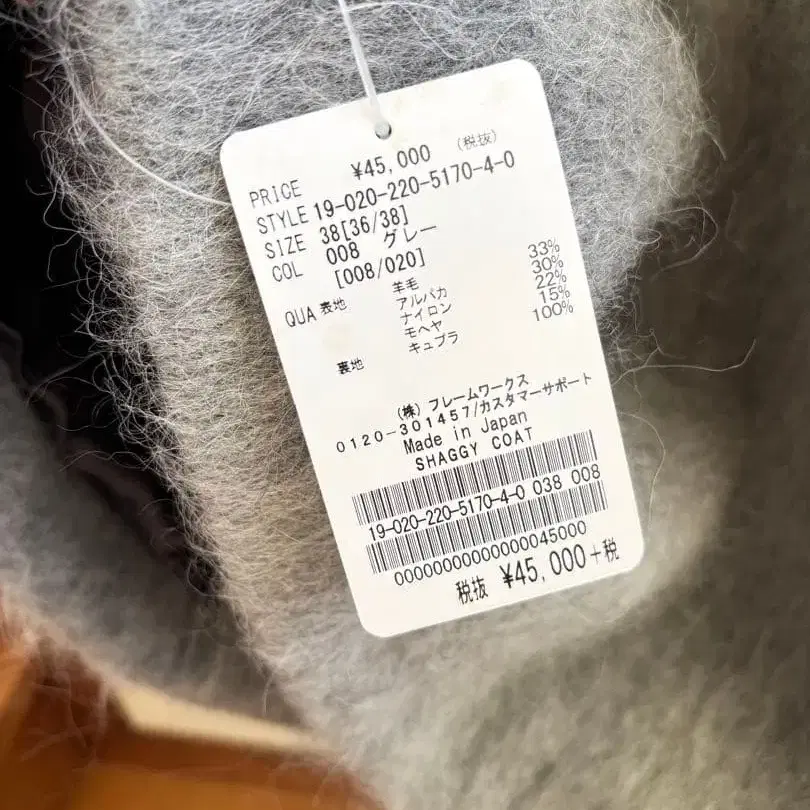 PRICE ¥45,000 (税抜)
STYLE 19-020-220-5170-4-0
SIZE 38[36/38]
COL 008 グレー
[008/020]
QUA 表地 羊毛 33%
アルパカ 30%
ナイロン 22%
モヘヤ 15%
裏地 キュプラ 100%
(株) フレームワークス
0120-301457/カスタマーサポート
Made in Japan
SHAGGY COAT
19-020-220-5170-4-0 038 008
0000000000000045000
税抜 ¥45,000+税